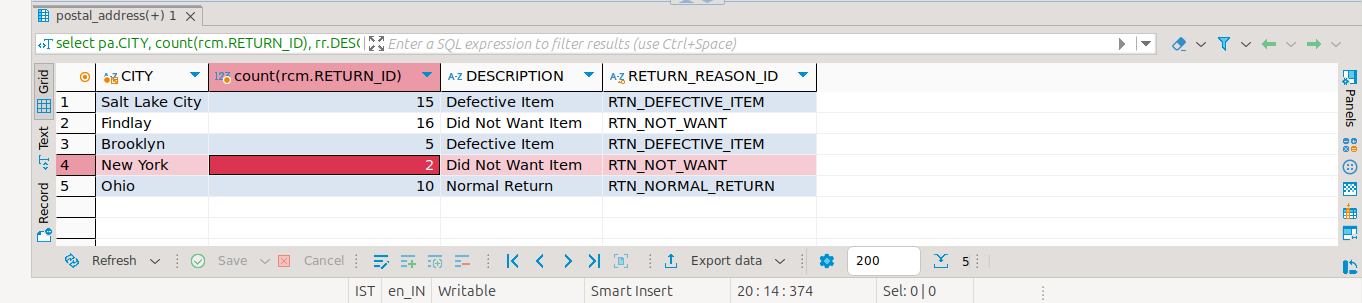 postal_address(+) 1
select pa.CITY, count(rcm.RETURN_ID), rr.DESC Enter a SQL expression to filter results (use Ctrl+Space)
Grid
Text
Record
CITY 123 count(rcm.RETURN_ID) A-Z DESCRIPTION A-Z RETURN_REASON_ID
1 Salt Lake City 15 Defective Item RTN_DEFECTIVE_ITEM
2 Findlay 16 Did Not Want Item RTN_NOT_WANT
3 Brooklyn 5 Defective Item RTN_DEFECTIVE_ITEM
4 New York 2 Did Not Want Item RTN_NOT_WANT
5 Ohio 10 Normal Return RTN_NORMAL_RETURN
Panels
Refresh Save Cancel Export data 200 5
IST en_IN Writable Smart Insert 20 : 14 : 374 Sel: 0 | 0